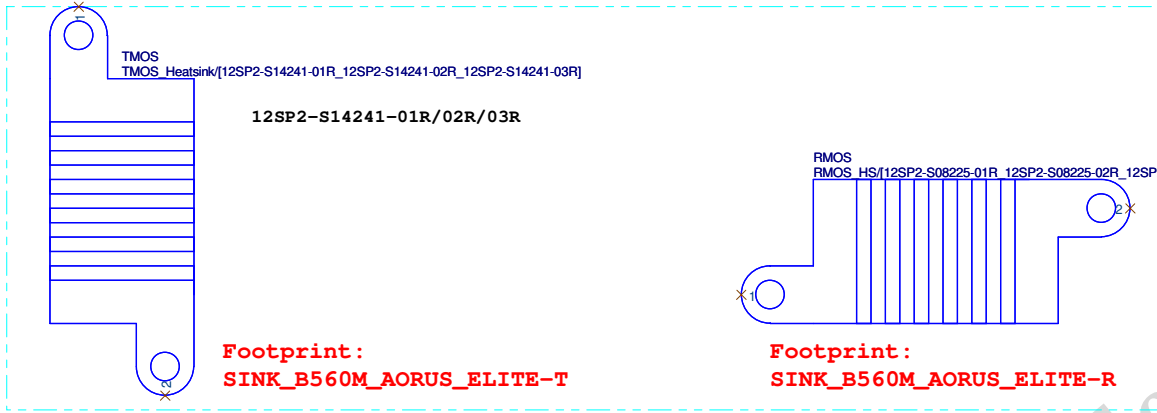 1
TMOS
TMOS_Heatsink/[12SP2-S14241-01R_12SP2-S14241-02R_12SP2-S14241-03R]
12SP2-S14241-01R/02R/03R
2
Footprint:
SINK_B560M_AORUS_ELITE-T
RMOS
RMOS_HS/[12SP2-S08225-01R_12SP2-S08225-02R_12SP
2
1
Footprint:
SINK_B560M_AORUS_ELITE-R